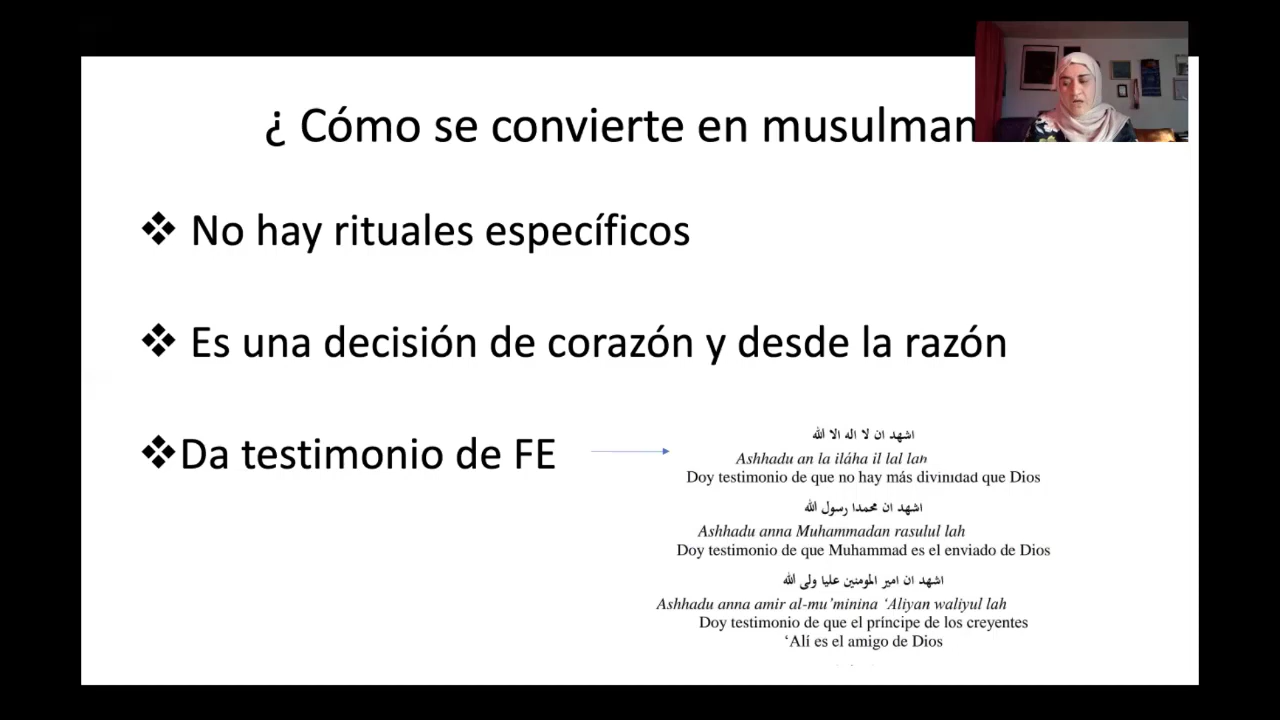 ¿ Cómo se convierte en musulman
❖ No hay rituales específicos
❖ Es una decisión de corazón y desde la razón
❖Da testimonio de FE
اشهد ان لا اله الا الله
Ashhadu an la iláha il lal lah
Doy testimonio de que no hay más divinidad que Dios
اشهد ان محمدا رسول الله
Ashhadu anna Muhammadan rasulul lah
Doy testimonio de que Muhammad es el enviado de Dios
اشهد ان امير المومنين عليا ولى الله
Ashhadu anna amir al-mu’minina ‘Aliyan waliyul lah
Doy testimonio de que el príncipe de los creyentes
‘Alí es el amigo de Dios